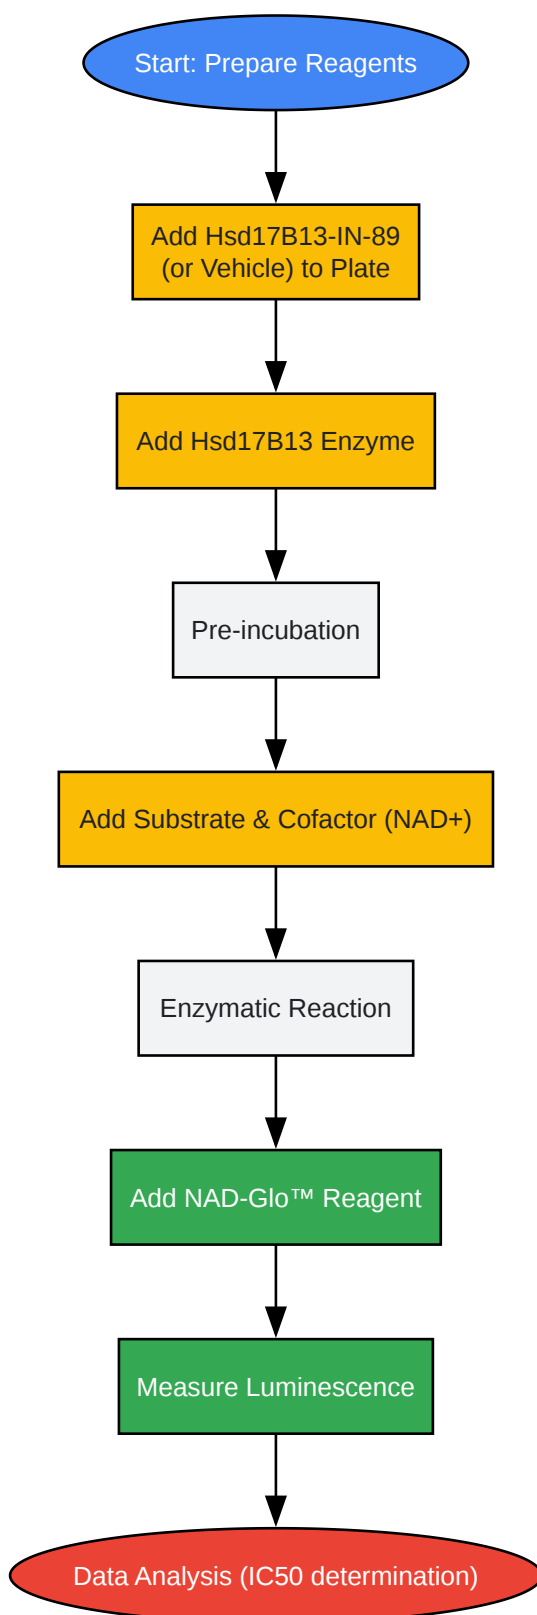 Start: Prepare Reagents
Add Hsd17B13-IN-89
(or Vehicle) to Plate
Add Hsd17B13 Enzyme
Pre-incubation
Add Substrate & Cofactor (NAD+)
Enzymatic Reaction
Add NAD-Glo™ Reagent
Measure Luminescence
Data Analysis (IC50 determination)